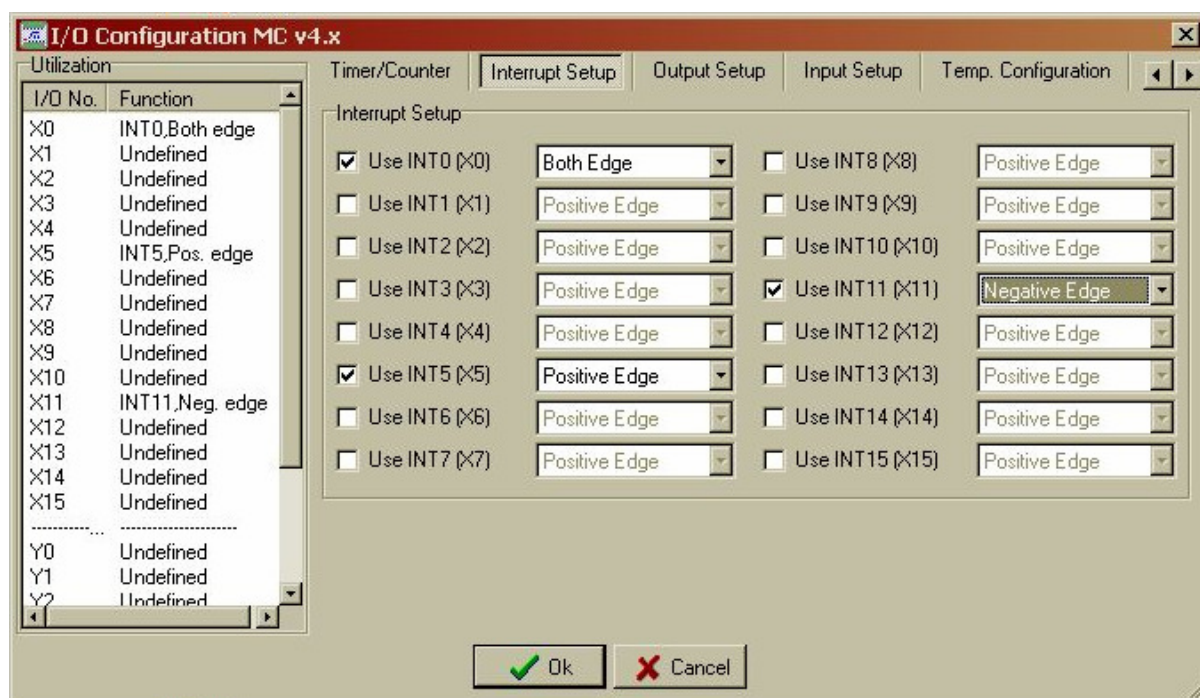 I/O Configuration MC v4.x
Utilization
I/O No. Function
X0 INT0,Both edge
X1 Undefined
X2 Undefined
X3 Undefined
X4 Undefined
X5 INT5,Pos. edge
X6 Undefined
X7 Undefined
X8 Undefined
X9 Undefined
X10 Undefined
X11 INT11,Neg. edge
X12 Undefined
X13 Undefined
X14 Undefined
X15 Undefined
-----------... ----------------------
Y0 Undefined
Y1 Undefined
Y2 Undefined
Timer/Counter Interrupt Setup Output Setup Input Setup Temp. Configuration
Interrupt Setup
Use INT0 (X0) Both Edge Use INT8 (X8) Positive Edge
Use INT1 (X1) Positive Edge Use INT9 (X9) Positive Edge
Use INT2 (X2) Positive Edge Use INT10 (X10) Positive Edge
Use INT3 (X3) Positive Edge Use INT11 (X11) Negative Edge
Use INT4 (X4) Positive Edge Use INT12 (X12) Positive Edge
Use INT5 (X5) Positive Edge Use INT13 (X13) Positive Edge
Use INT6 (X6) Positive Edge Use INT14 (X14) Positive Edge
Use INT7 (X7) Positive Edge Use INT15 (X15) Positive Edge
Ok Cancel